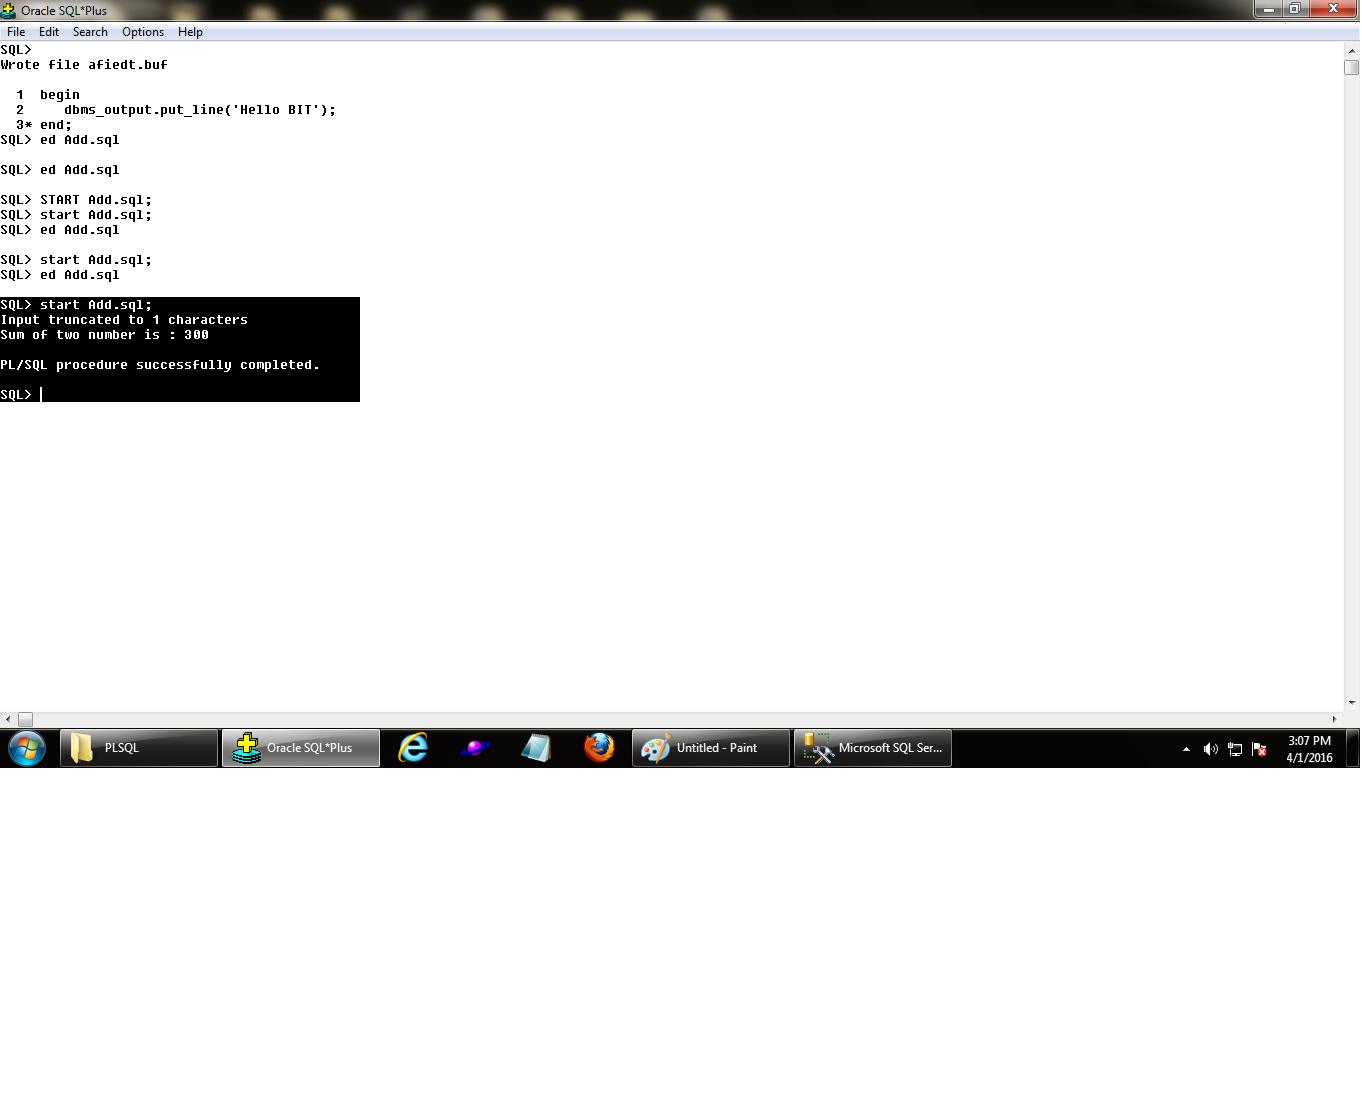 Oracle SQL*Plus
File Edit Search Options Help
SQL>
Wrote file afiedt.buf
1 begin
2 dbms_output.put_line('Hello BIT');
3* end;
SQL> ed Add.sql
SQL> ed Add.sql
SQL> START Add.sql;
SQL> start Add.sql;
SQL> ed Add.sql
SQL> start Add.sql;
SQL> ed Add.sql
SQL> start Add.sql;
Input truncated to 1 characters
Sum of two number is : 300
PL/SQL procedure successfully completed.
SQL>
PLSQL Oracle SQL*Plus Untitled - Paint Microsoft SQL Ser... 3:07 PM
4/1/2016